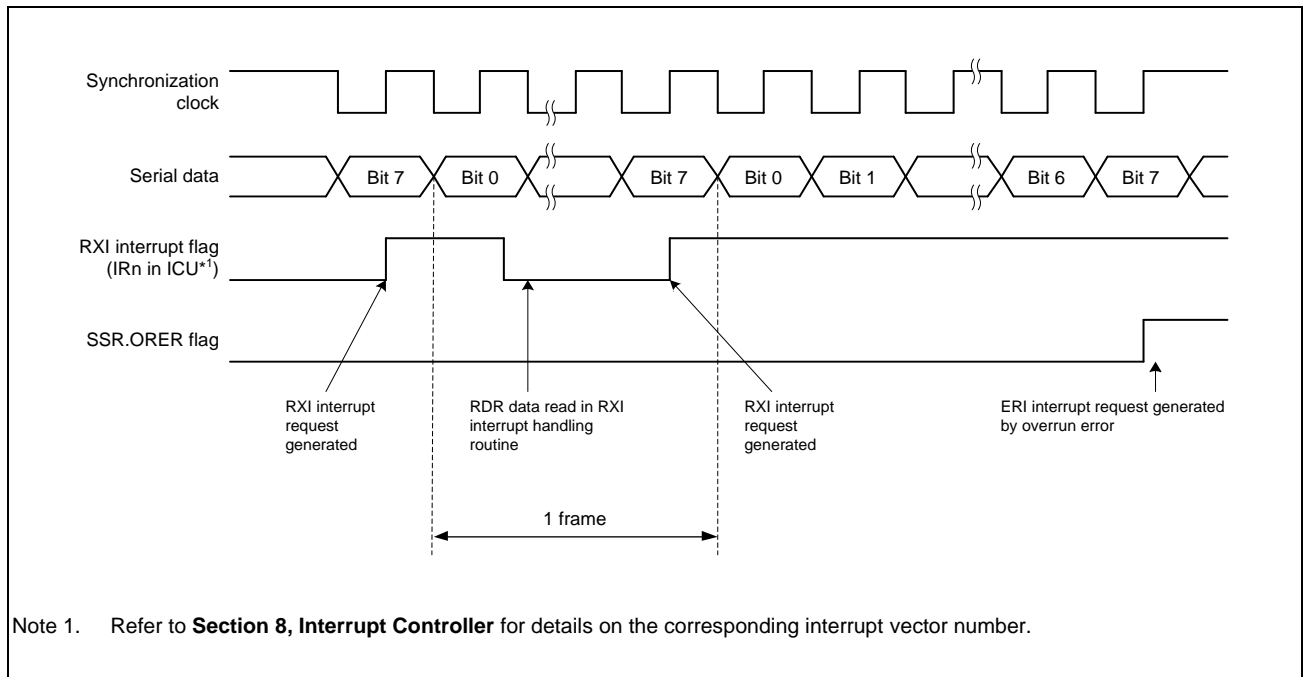 Synchronization
clock
Serial data
Bit 7
Bit 0
Bit 7
Bit 0
Bit 1
Bit 6
Bit 7
RXI interrupt flag
(IRn in ICU*1)
SSR.ORER flag
RXI interrupt
request
generated
RDR data read in RXI
interrupt handling
routine
RXI interrupt
request
generated
ERI interrupt request generated
by overrun error
1 frame
Note 1. Refer to Section 8, Interrupt Controller for details on the corresponding interrupt vector number.